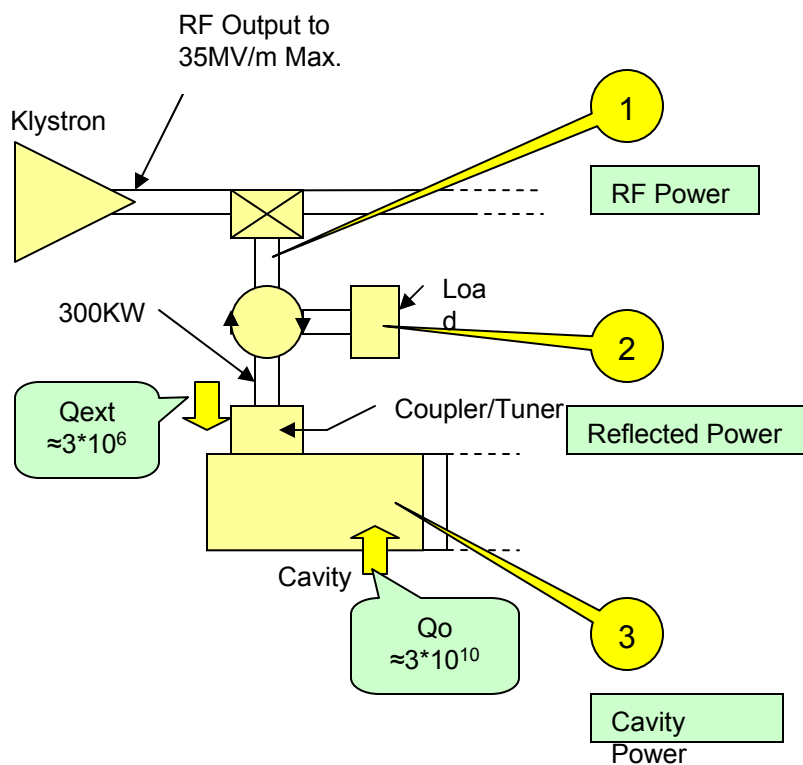 RF Output to
35MV/m Max.
Klystron
1
RF Power
300KW
Loa
d
2
Qext
≈3*10⁶
Coupler/Tuner
Reflected Power
Cavity
Qo
≈3*10¹⁰
3
Cavity
Power